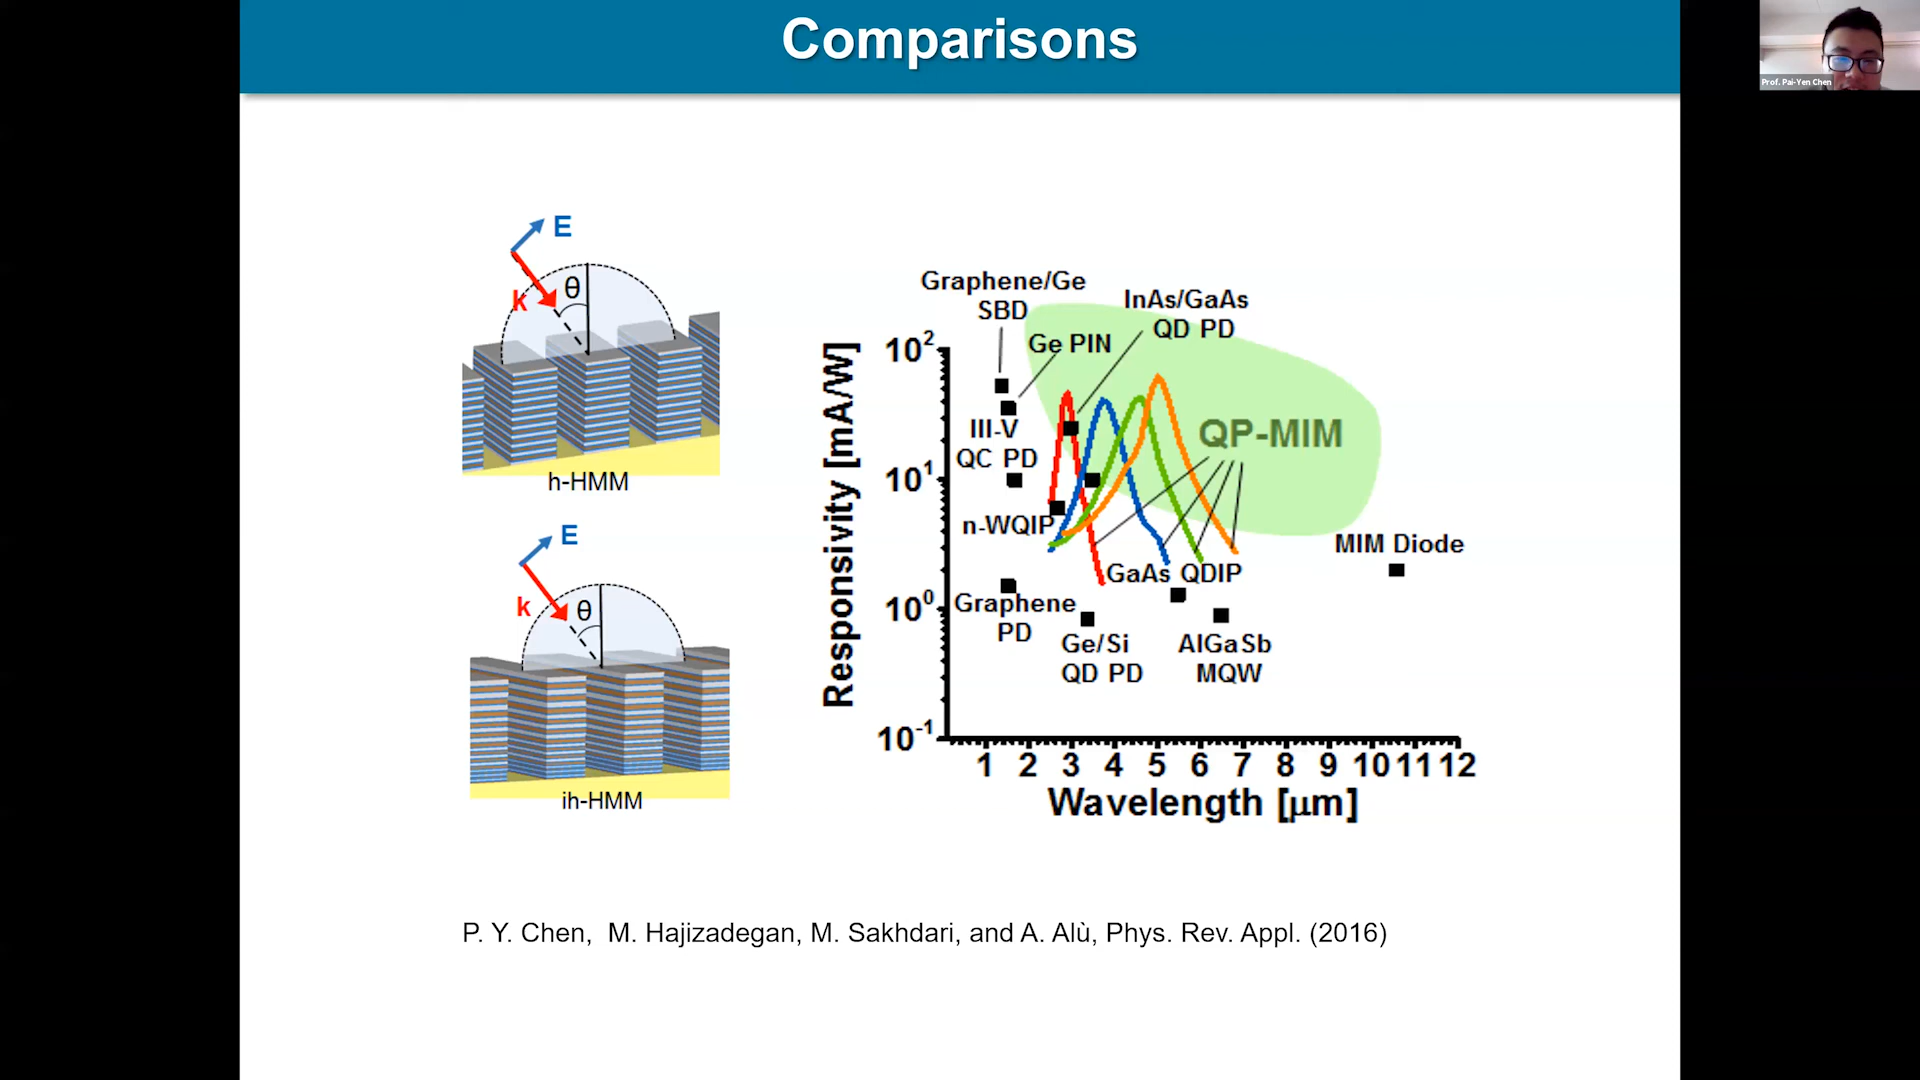 Comparisons
Prof. Pai-Yen Chen
E
k
θ
h-HMM
E
k
θ
ih-HMM
Graphene/Ge
SBD
InAs/GaAs
QD PD
Ge PIN
III-V
QC PD
QP-MIM
n-WQIP
MIM Diode
GaAs QDIP
Graphene
PD
Ge/Si
QD PD
AlGaSb
MQW
Responsivity [mA/W]
10²
10¹
10⁰
10⁻¹
1 2 3 4 5 6 7 8 9 10 11 12
Wavelength [μm]
P. Y. Chen, M. Hajizadegan, M. Sakhdari, and A. Alù, Phys. Rev. Appl. (2016)